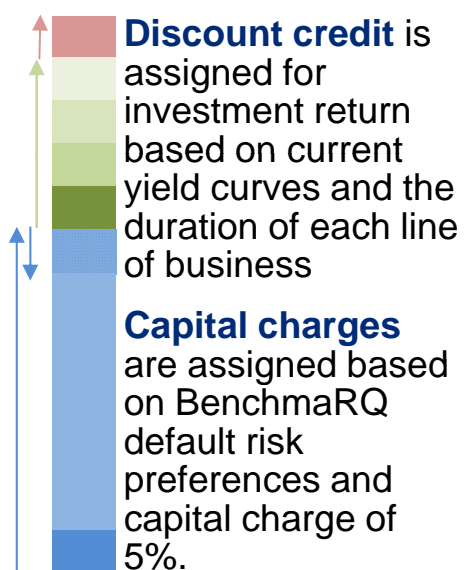 Discount credit is
assigned for
investment return
based on current
yield curves and the
duration of each line
of business
Capital charges
are assigned based
on BenchmaRQ
default risk
preferences and
capital charge of
5%.